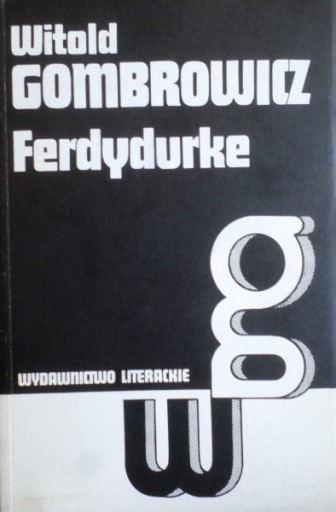 Witold
GOMBROWICZ
Ferdydurke
g
WYDAWNICTWO LITERACKIE
w